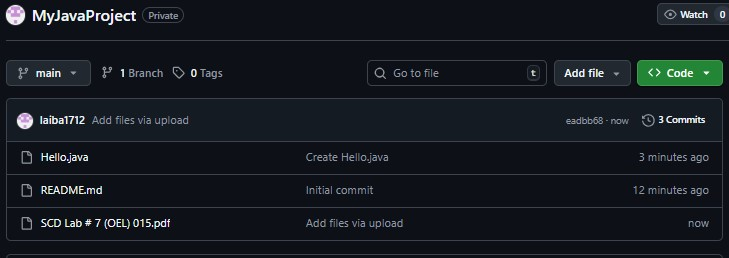 MyJavaProject Private Watch 0
main 1 Branch 0 Tags Go to file t Add file Code
laiba1712 Add files via upload eadbb68 · now 3 Commits
Hello.java Create Hello.java 3 minutes ago
README.md Initial commit 12 minutes ago
SCD Lab # 7 (OEL) 015.pdf Add files via upload now